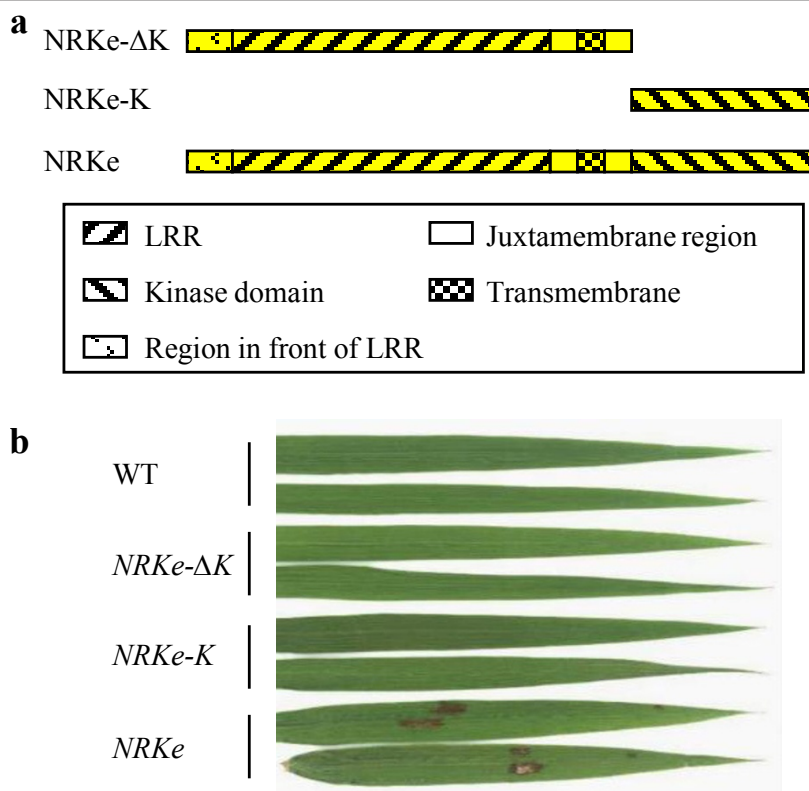 a
NRKe-ΔK
NRKe-K
NRKe
LRR
Juxtamembrane region
Kinase domain
Transmembrane
Region in front of LRR
b
WT
NRKe-ΔK
NRKe-K
NRKe